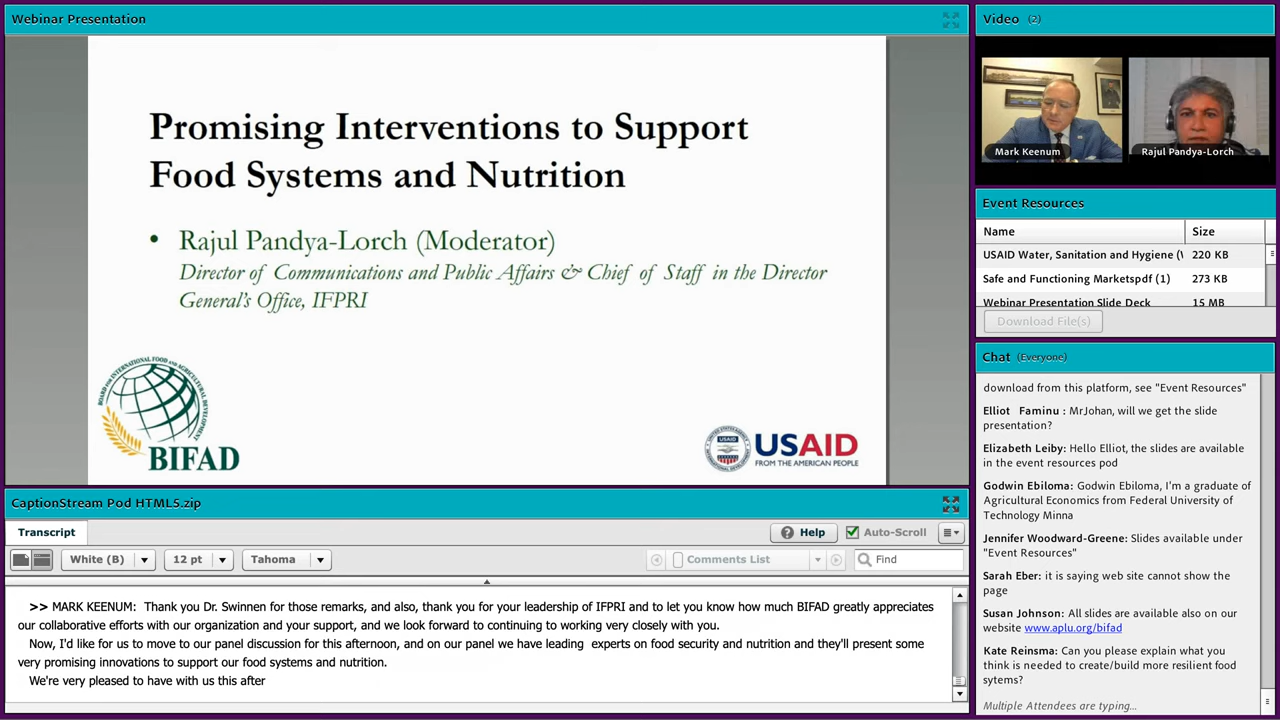 Webinar Presentation
Promising Interventions to Support
Food Systems and Nutrition
• Rajul Pandya-Lorch (Moderator)
Director of Communications and Public Affairs & Chief of Staff in the Director
General's Office, IFPRI
BOARD FOR INTERNATIONAL FOOD AND AGRICULTURAL DEVELOPMENT
BIFAD
USAID
USAID
FROM THE AMERICAN PEOPLE
Video (2)
Mark Keenum
Rajul Pandya-Lorch
Event Resources
Name Size
USAID Water, Sanitation and Hygiene ( 220 KB
Safe and Functioning Marketspdf (1) 273 KB
Webinar Presentation Slide Deck 15 MB
Download File(s)
Chat (Everyone)
download from this platform, see "Event Resources"
Elliot Faminu : MrJohan, will we get the slide
presentation?
Elizabeth Leiby: Hello Elliot, the slides are available
in the event resources pod
Godwin Ebiloma: Godwin Ebiloma, I'm a graduate of
Agricultural Economics from Federal University of
Technology Minna
Jennifer Woodward-Greene: Slides available under
"Event Resources"
Sarah Eber: it is saying web site cannot show the
page
Susan Johnson: All slides are available also on our
website www.aplu.org/bifad
Kate Reinsma: Can you please explain what you
think is needed to create/build more resilient food
sytems?
Multiple Attendees are typing...
CaptionStream Pod HTML5.zip
Transcript
Help
Auto-Scroll
White (B)
12 pt
Tahoma
Comments List
Find
>> MARK KEENUM: Thank you Dr. Swinnen for those remarks, and also, thank you for your leadership of IFPRI and to let you know how much BIFAD greatly appreciates
our collaborative efforts with our organization and your support, and we look forward to continuing to working very closely with you.
Now, I'd like for us to move to our panel discussion for this afternoon, and on our panel we have leading experts on food security and nutrition and they'll present some
very promising innovations to support our food systems and nutrition.
We're very pleased to have with us this after